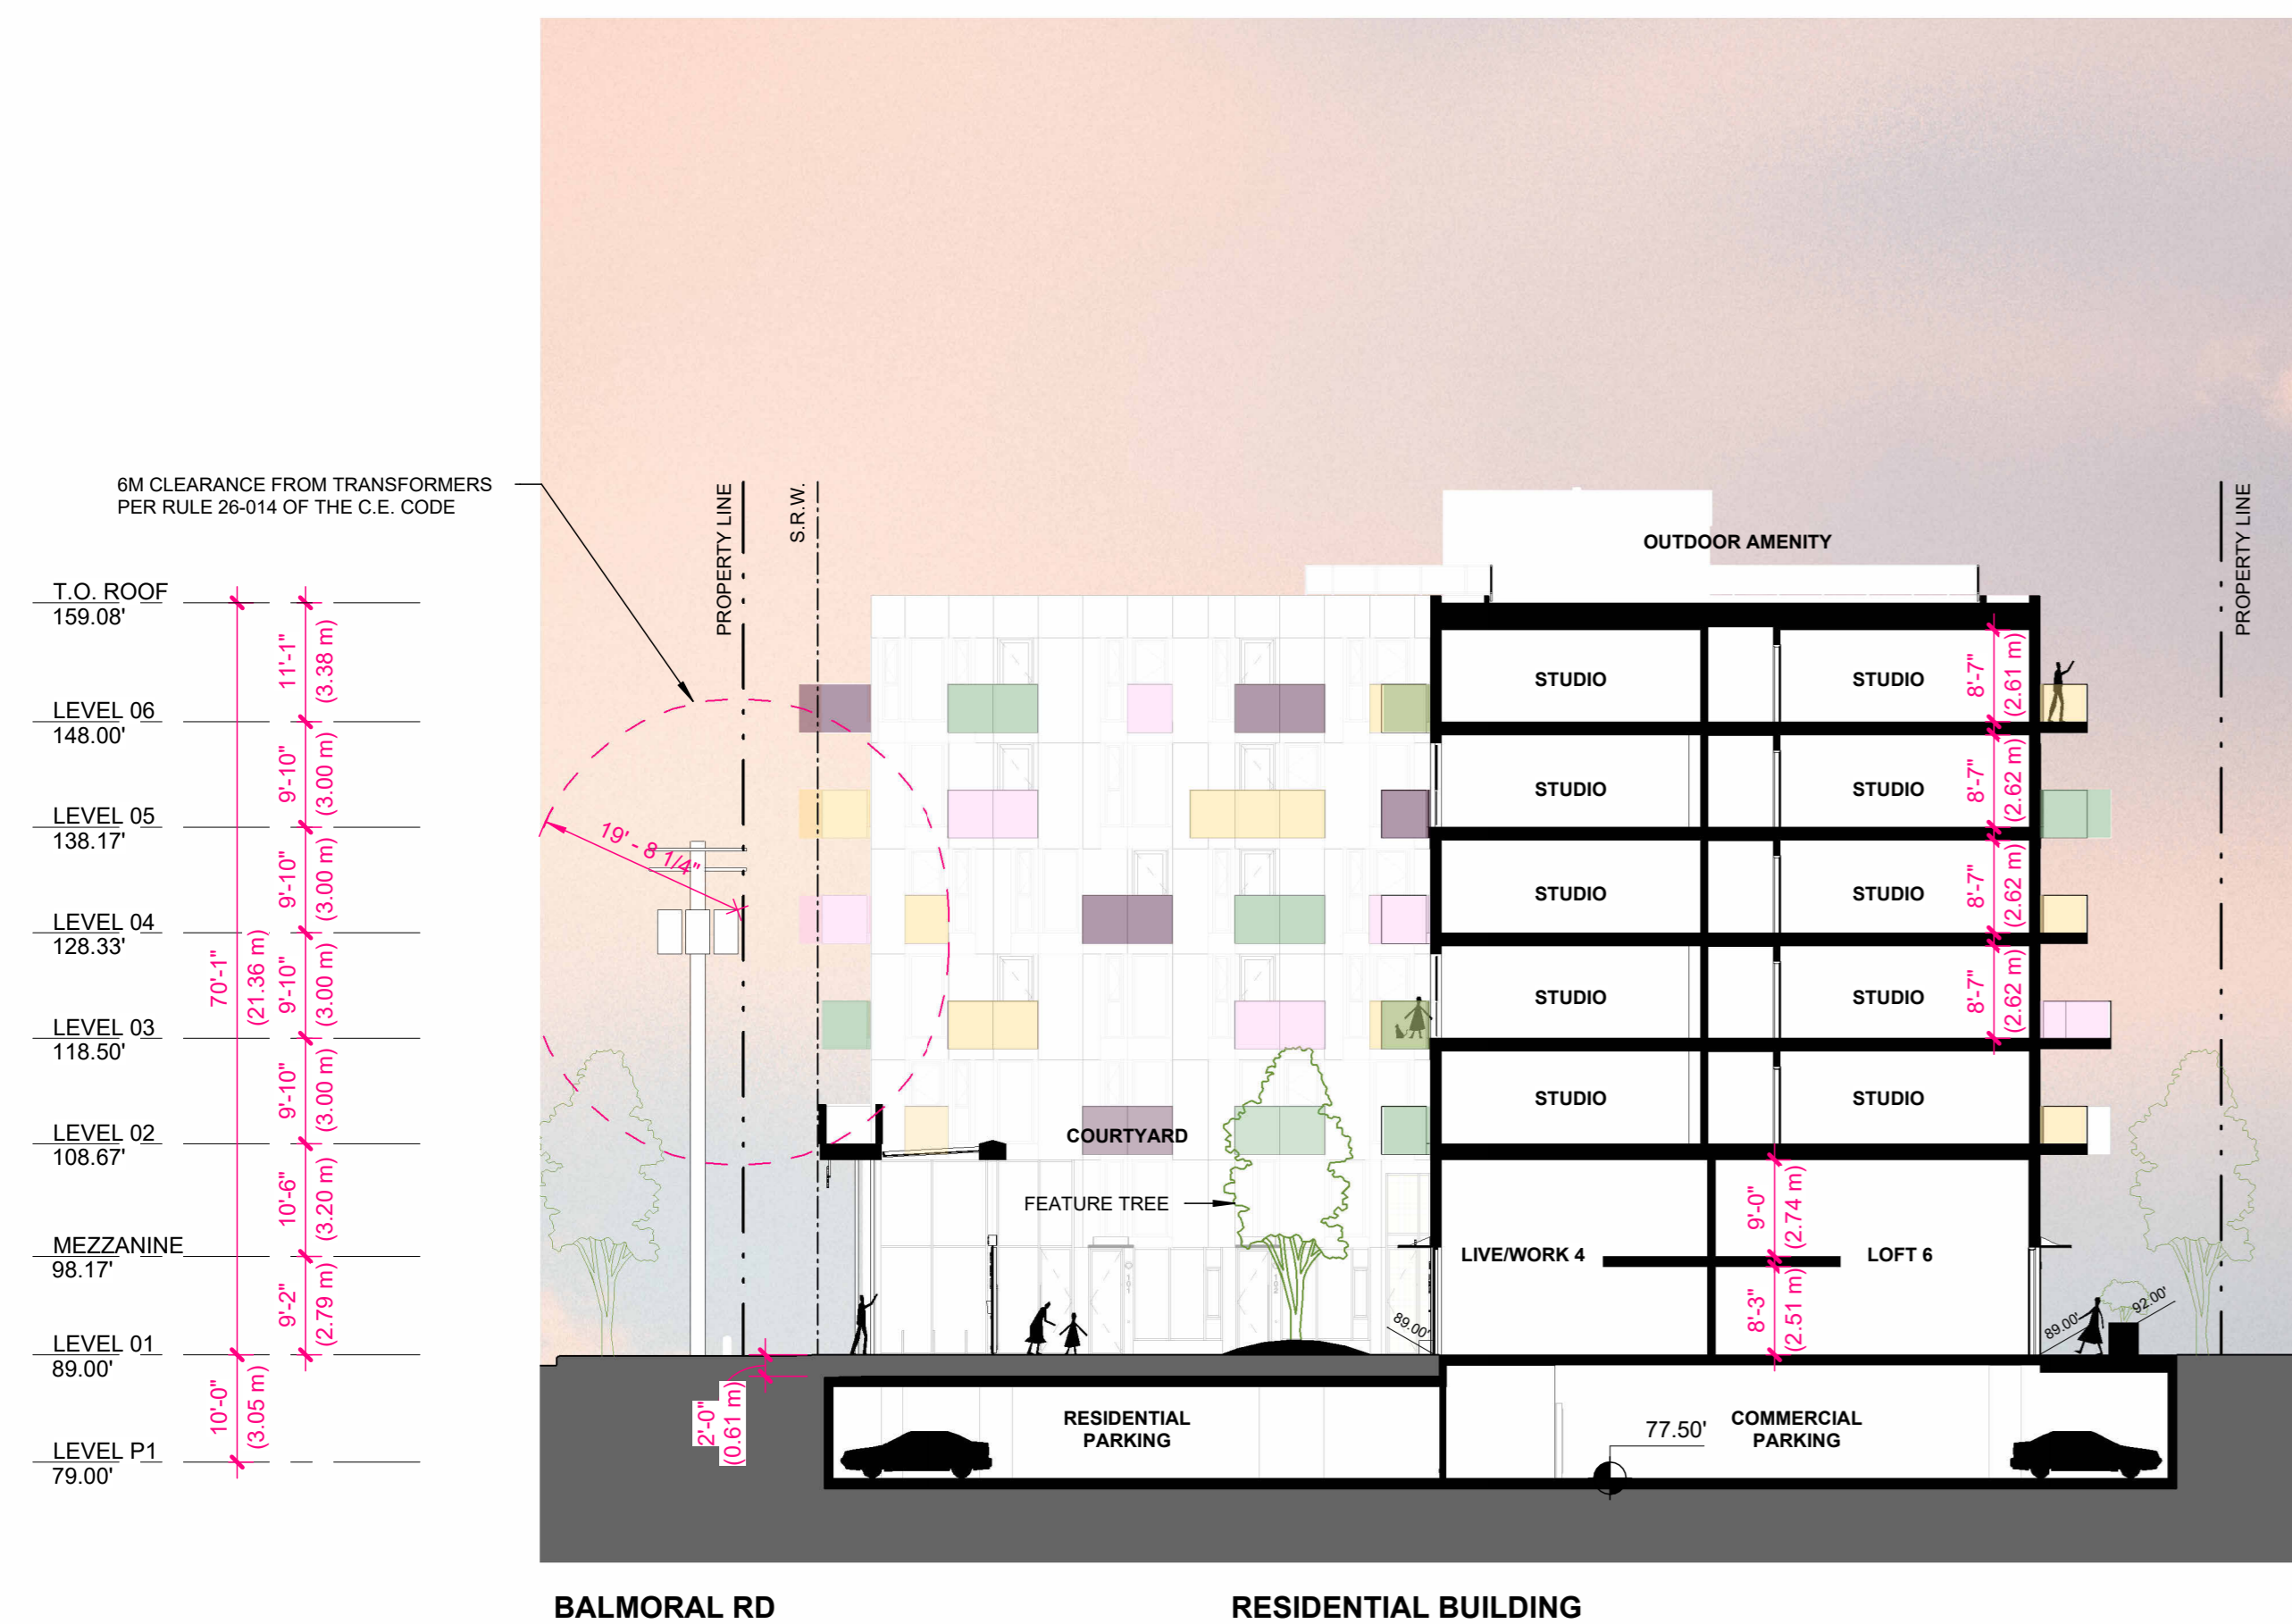 6M CLEARANCE FROM TRANSFORMERS
PER RULE 26-014 OF THE C.E. CODE
PROPERTY LINE
S.R.W.
PROPERTY LINE
OUTDOOR AMENITY
T.O. ROOF
159.08'
11'-1"
(3.38 m)
LEVEL 06
148.00'
9'-10"
(3.00 m)
LEVEL 05
138.17'
9'-10"
(3.00 m)
LEVEL 04
128.33'
9'-10"
(3.00 m)
LEVEL 03
118.50'
9'-10"
(3.00 m)
LEVEL 02
108.67'
10'-6"
(3.20 m)
MEZZANINE
98.17'
9'-2"
(2.79 m)
LEVEL 01
89.00'
10'-0"
(3.05 m)
LEVEL P1
79.00'
70'-1"
(21.36 m)
19' - 8 1/4"
STUDIO
STUDIO
8'-7"
(2.61 m)
STUDIO
STUDIO
8'-7"
(2.62 m)
STUDIO
STUDIO
8'-7"
(2.62 m)
STUDIO
STUDIO
8'-7"
(2.62 m)
STUDIO
STUDIO
COURTYARD
FEATURE TREE
9'-0"
(2.74 m)
LIVE/WORK 4
LOFT 6
8'-3"
(2.51 m)
101
102
89.00'
89.00'
92.00'
2'-0"
(0.61 m)
RESIDENTIAL
PARKING
77.50'
COMMERCIAL
PARKING
BALMORAL RD
RESIDENTIAL BUILDING